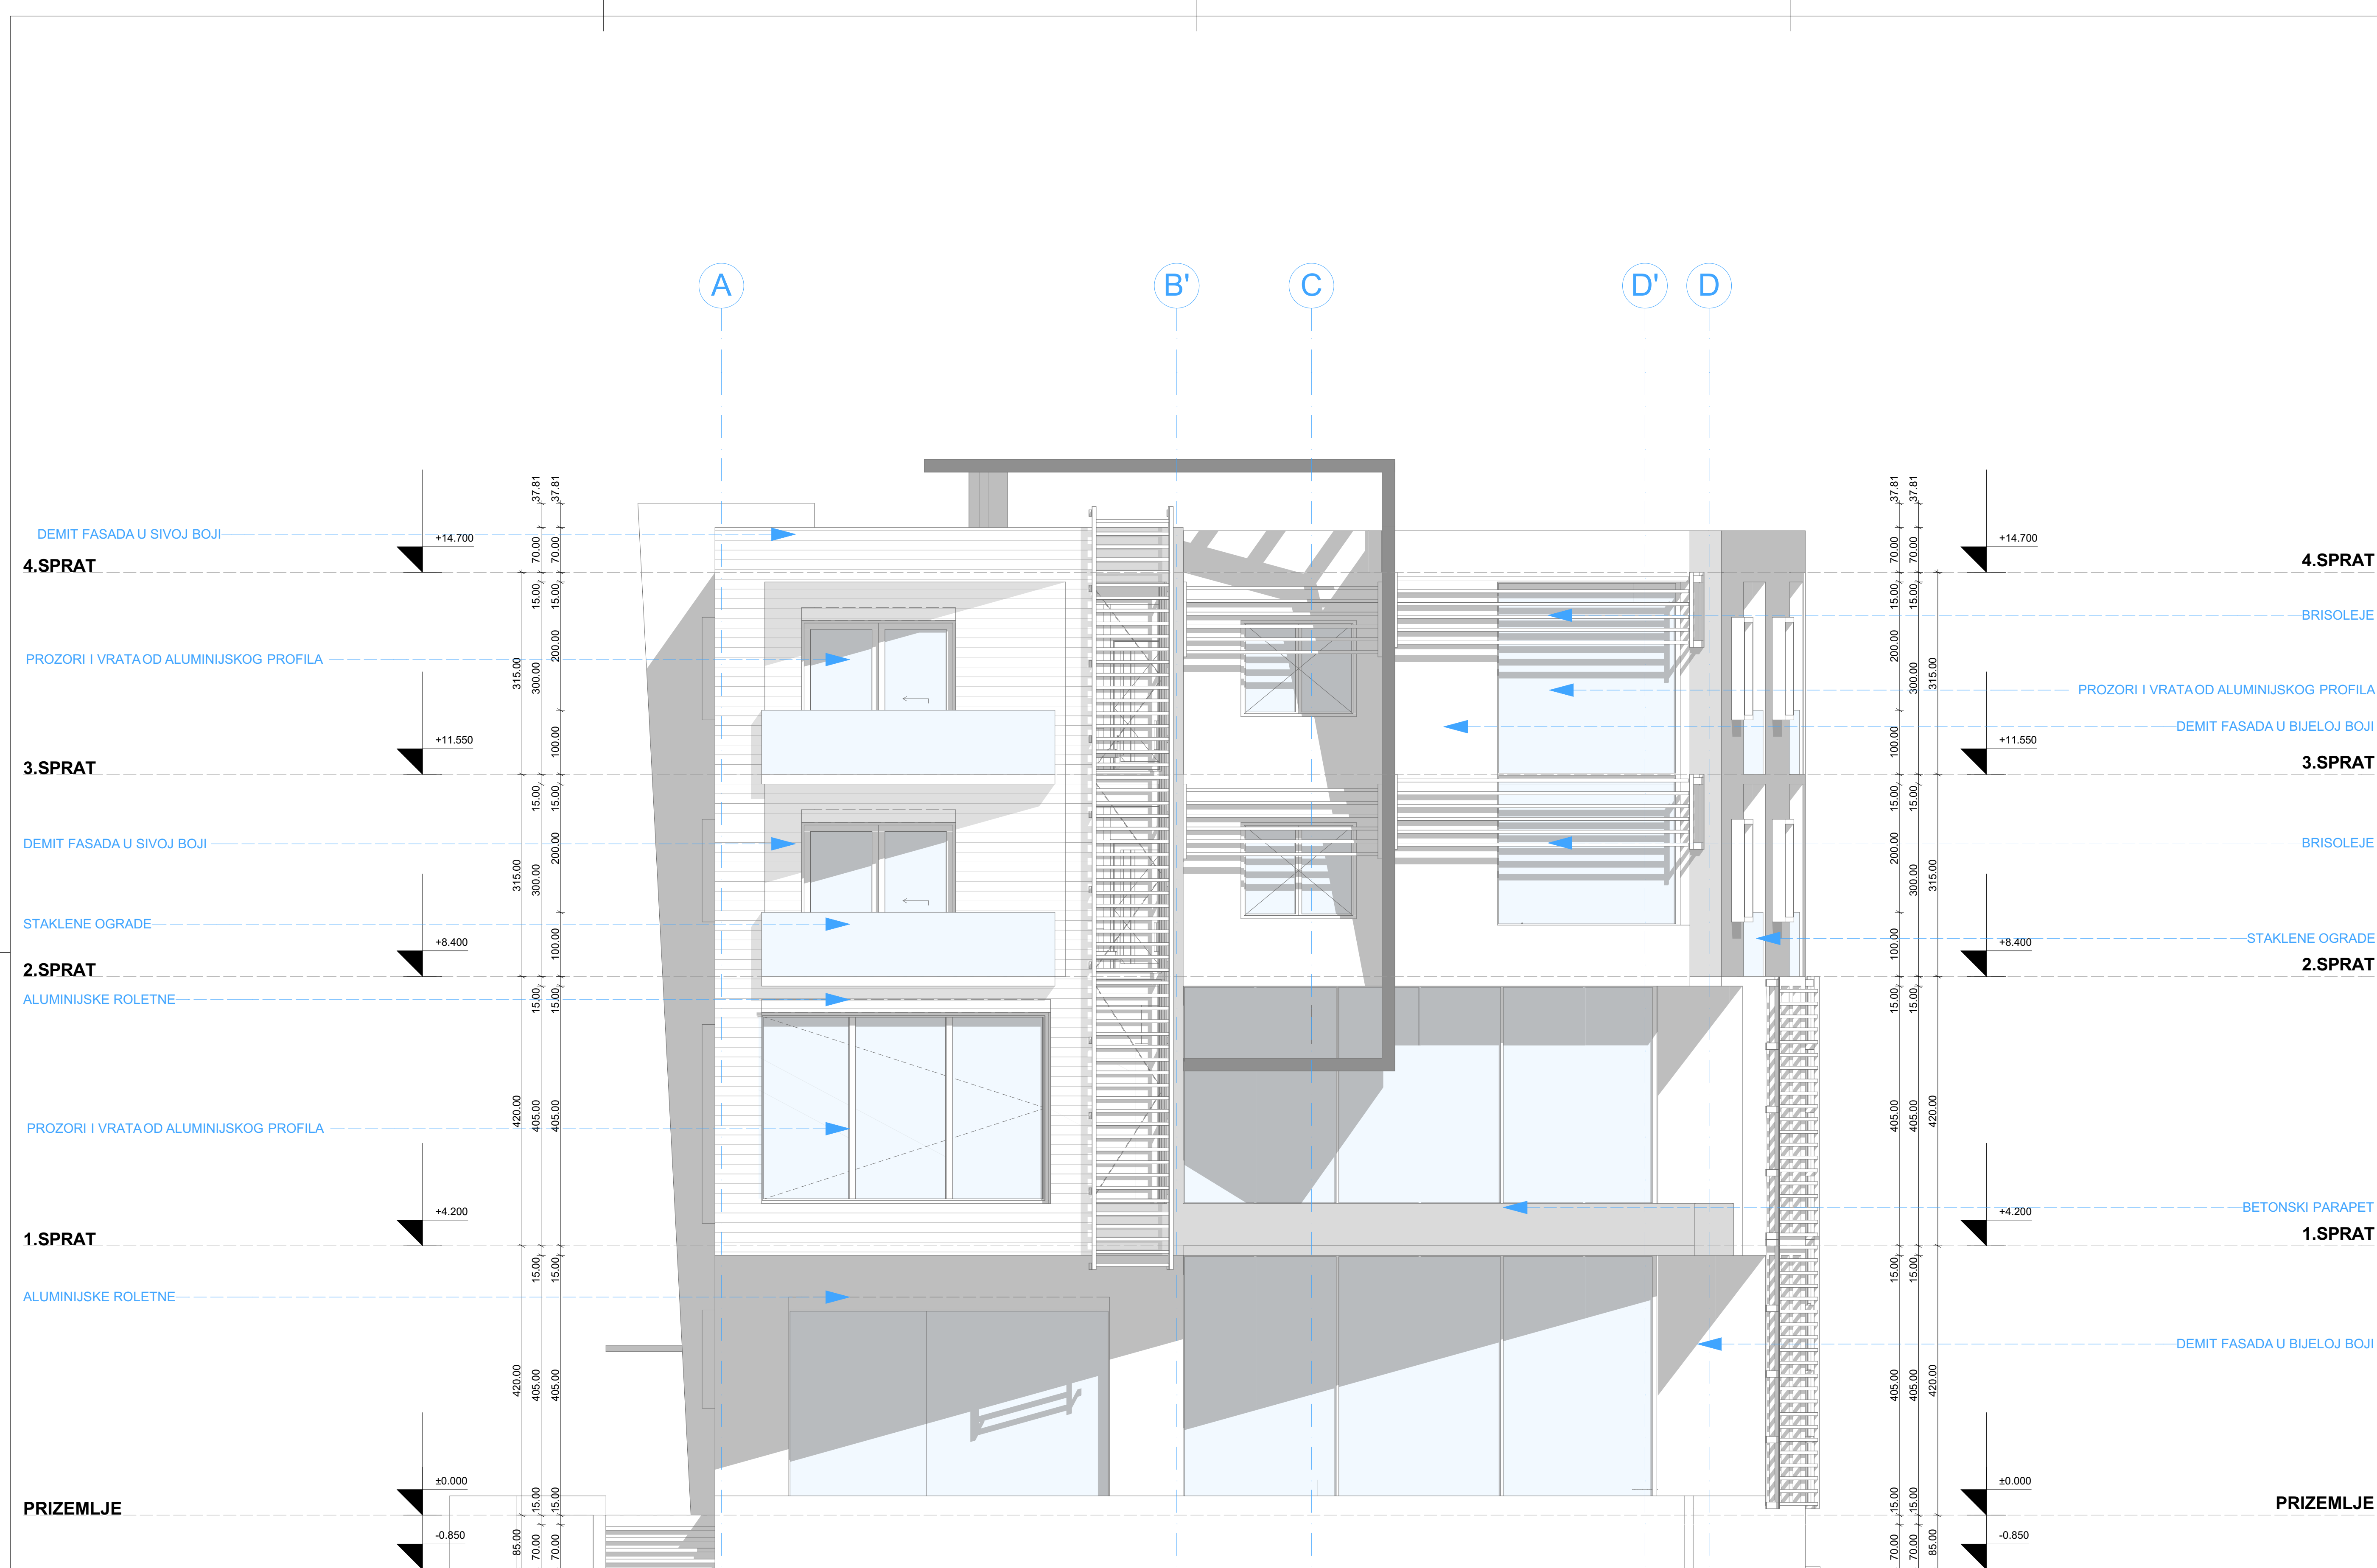 A
B'
C
D'
D
37.81
37.81
37.81
37.81
DEMIT FASADA U SIVOJ BOJI
+14.700
70.00
70.00
70.00
70.00
+14.700
4.SPRAT
4.SPRAT
15.00
15.00
15.00
15.00
BRISOLEJE
PROZORI I VRATA OD ALUMINIJSKOG PROFILA
315.00
300.00
200.00
200.00
300.00
315.00
PROZORI I VRATA OD ALUMINIJSKOG PROFILA
DEMIT FASADA U BIJELOJ BOJI
+11.550
100.00
100.00
+11.550
3.SPRAT
3.SPRAT
15.00
15.00
15.00
15.00
DEMIT FASADA U SIVOJ BOJI
BRISOLEJE
315.00
300.00
200.00
200.00
300.00
315.00
STAKLENE OGRADE
STAKLENE OGRADE
+8.400
100.00
100.00
+8.400
2.SPRAT
2.SPRAT
ALUMINIJSKE ROLETNE
15.00
15.00
15.00
15.00
420.00
405.00
405.00
405.00
405.00
420.00
PROZORI I VRATA OD ALUMINIJSKOG PROFILA
BETONSKI PARAPET
+4.200
+4.200
1.SPRAT
1.SPRAT
15.00
15.00
15.00
15.00
ALUMINIJSKE ROLETNE
DEMIT FASADA U BIJELOJ BOJI
420.00
405.00
405.00
405.00
405.00
420.00
±0.000
±0.000
PRIZEMLJE
PRIZEMLJE
15.00
15.00
15.00
15.00
-0.850
85.00
70.00
70.00
70.00
70.00
85.00
-0.850